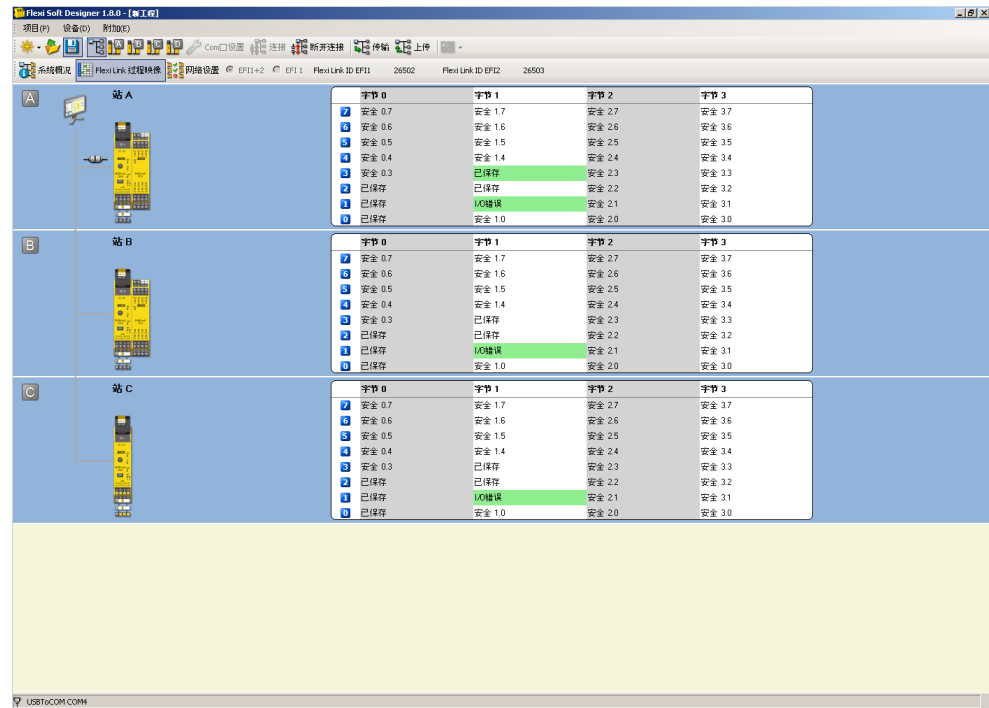 Flexi Soft Designer 1.8.0 - [新工程]
项目(P) 设备(D) 附加(E)
Com口设置 连接 断开连接 传输 上传
系统概况 Flexi Link 过程映像 网络设置 EFI1+2 EFI 1 Flexi Link ID EFI1 26502 Flexi Link ID EFI2 26503
A 站 A 字节 0 字节 1 字节 2 字节 3
7 安全 0.7 安全 1.7 安全 2.7 安全 3.7
6 安全 0.6 安全 1.6 安全 2.6 安全 3.6
5 安全 0.5 安全 1.5 安全 2.5 安全 3.5
4 安全 0.4 安全 1.4 安全 2.4 安全 3.4
3 安全 0.3 已保存 安全 2.3 安全 3.3
2 已保存 已保存 安全 2.2 安全 3.2
1 已保存 I/O错误 安全 2.1 安全 3.1
0 已保存 安全 1.0 安全 2.0 安全 3.0
B 站 B 字节 0 字节 1 字节 2 字节 3
7 安全 0.7 安全 1.7 安全 2.7 安全 3.7
6 安全 0.6 安全 1.6 安全 2.6 安全 3.6
5 安全 0.5 安全 1.5 安全 2.5 安全 3.5
4 安全 0.4 安全 1.4 安全 2.4 安全 3.4
3 安全 0.3 已保存 安全 2.3 安全 3.3
2 已保存 已保存 安全 2.2 安全 3.2
1 已保存 I/O错误 安全 2.1 安全 3.1
0 已保存 安全 1.0 安全 2.0 安全 3.0
C 站 C 字节 0 字节 1 字节 2 字节 3
7 安全 0.7 安全 1.7 安全 2.7 安全 3.7
6 安全 0.6 安全 1.6 安全 2.6 安全 3.6
5 安全 0.5 安全 1.5 安全 2.5 安全 3.5
4 安全 0.4 安全 1.4 安全 2.4 安全 3.4
3 安全 0.3 已保存 安全 2.3 安全 3.3
2 已保存 已保存 安全 2.2 安全 3.2
1 已保存 I/O错误 安全 2.1 安全 3.1
0 已保存 安全 1.0 安全 2.0 安全 3.0
USBToCOM COM4